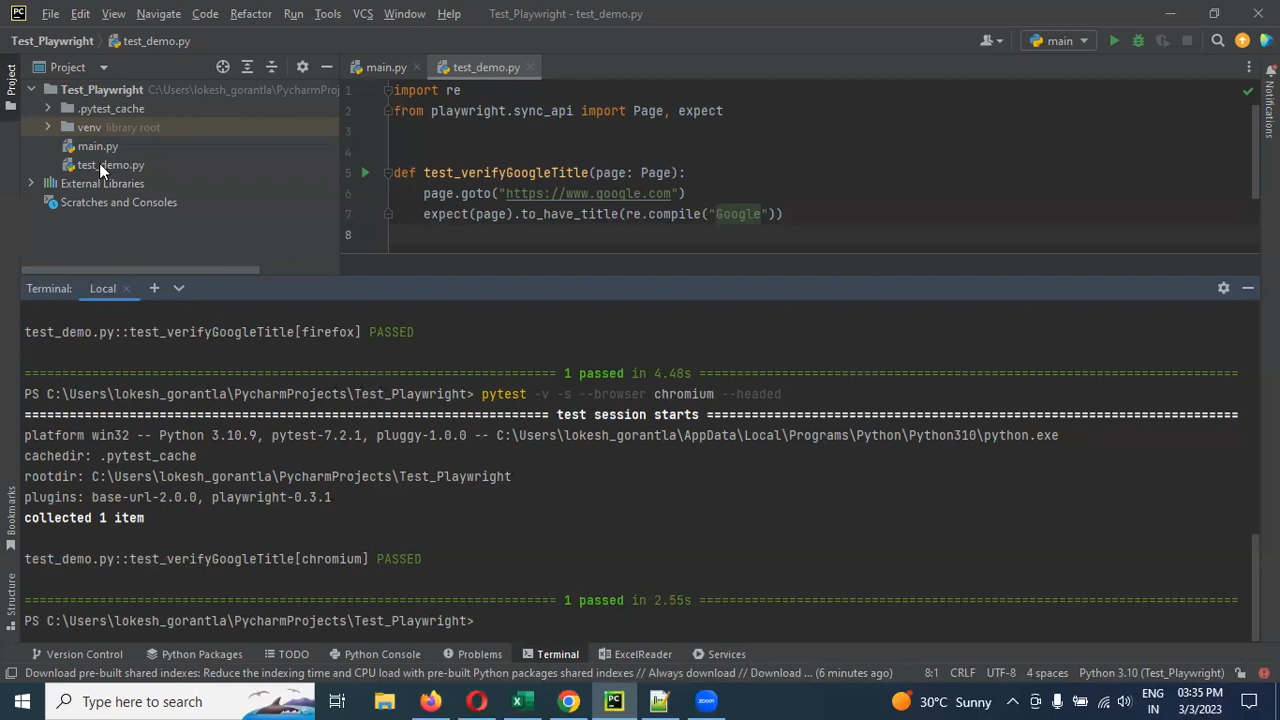 PC File Edit View Navigate Code Refactor Run Tools VCS Window Help Test_Playwright - test_demo.py
Test_Playwright test_demo.py main
Project
Project
Notifications
main.py test_demo.py
Test_Playwright C:\Users\lokesh_gorantla\PycharmProj
.pytest_cache
venv library root
main.py
test_demo.py
External Libraries
Scratches and Consoles
1 import re
2 from playwright.sync_api import Page, expect
3
4
5 def test_verifyGoogleTitle(page: Page):
6 page.goto("https://www.google.com")
7 expect(page).to_have_title(re.compile("Google"))
8
Terminal: Local
test_demo.py::test_verifyGoogleTitle[firefox] PASSED
1 passed in 4.48s
PS C:\Users\lokesh_gorantla\PycharmProjects\Test_Playwright> pytest -v -s --browser chromium --headed
test session starts
platform win32 -- Python 3.10.9, pytest-7.2.1, pluggy-1.0.0 -- C:\Users\lokesh_gorantla\AppData\Local\Programs\Python\Python310\python.exe
cachedir: .pytest_cache
rootdir: C:\Users\lokesh_gorantla\PycharmProjects\Test_Playwright
plugins: base-url-2.0.0, playwright-0.3.1
collected 1 item
test_demo.py::test_verifyGoogleTitle[chromium] PASSED
1 passed in 2.55s
PS C:\Users\lokesh_gorantla\PycharmProjects\Test_Playwright>
Bookmarks
Structure
Version Control Python Packages TODO Python Console Problems Terminal ExcelReader Services
Download pre-built shared indexes: Reduce the indexing time and CPU load with pre-built Python packages shared indexes // Always download // Download ... (6 minutes ago) 8:1 CRLF UTF-8 4 spaces Python 3.10 (Test_Playwright)
Type here to search PC zoom 30°C Sunny ENG IN 03:35 PM 3/3/2023